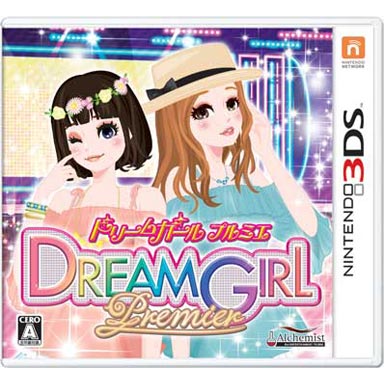 NINTENDO
NETWORK
NINTENDO 3DS
ドリームガール プルミエ
DREAM GIRL
Premier
CERO
A
Alchemist